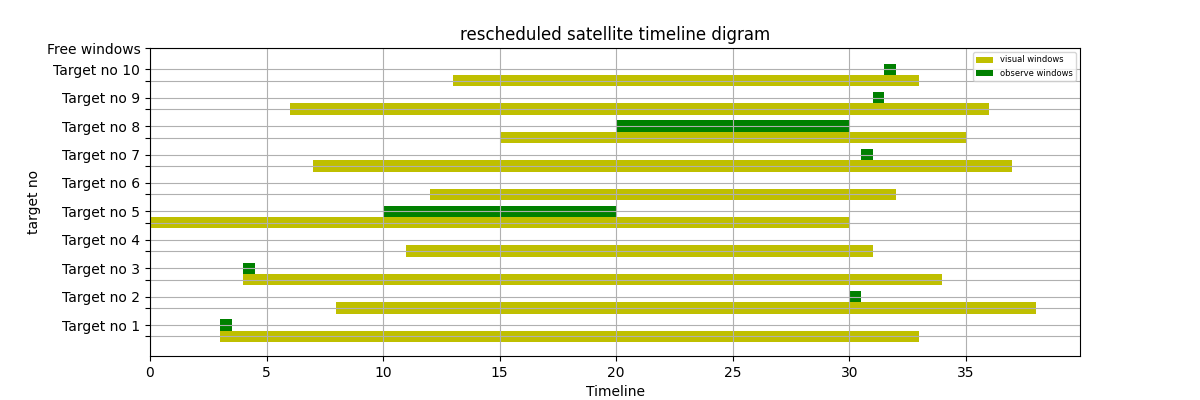 rescheduled satellite timeline digram
Free windows
Target no 10
Target no 9
Target no 8
Target no 7
Target no 6
Target no 5
Target no 4
Target no 3
Target no 2
Target no 1
target no
visual windows
observe windows
0 5 10 15 20 25 30 35
Timeline